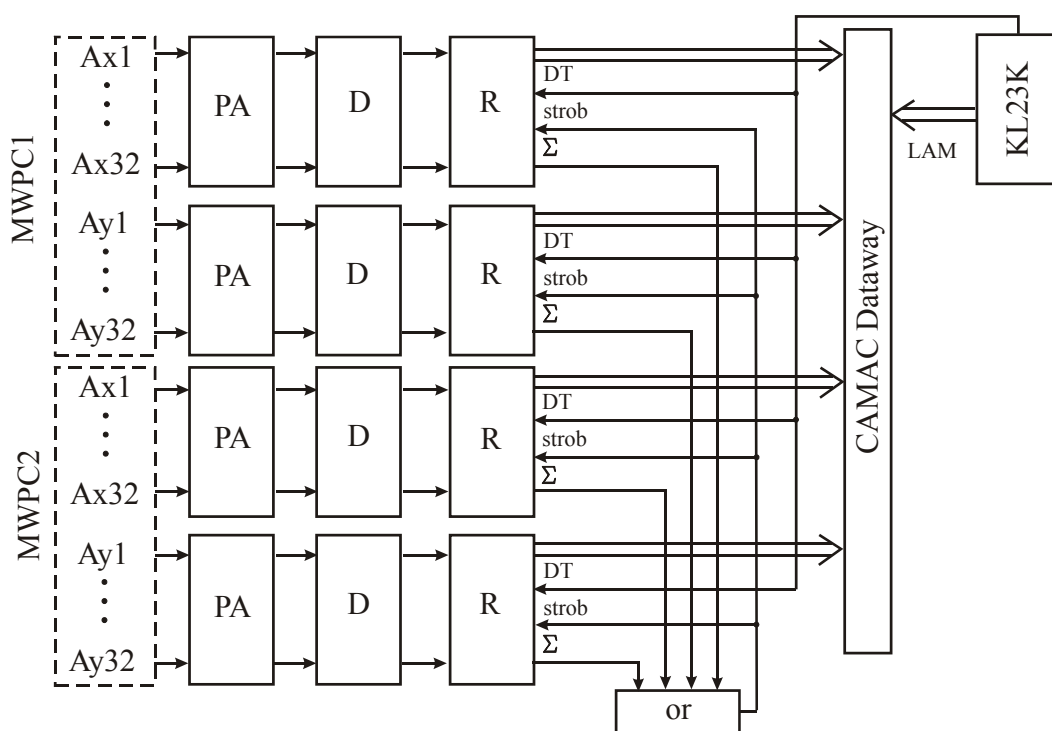 MWPC1
Ax1
Ax32
Ay1
Ay32
PA
D
R
DT
strob
Σ
PA
D
R
DT
strob
Σ
MWPC2
Ax1
Ax32
Ay1
Ay32
PA
D
R
DT
strob
Σ
PA
D
R
DT
strob
Σ
or
CAMAC Dataway
LAM
KL23K